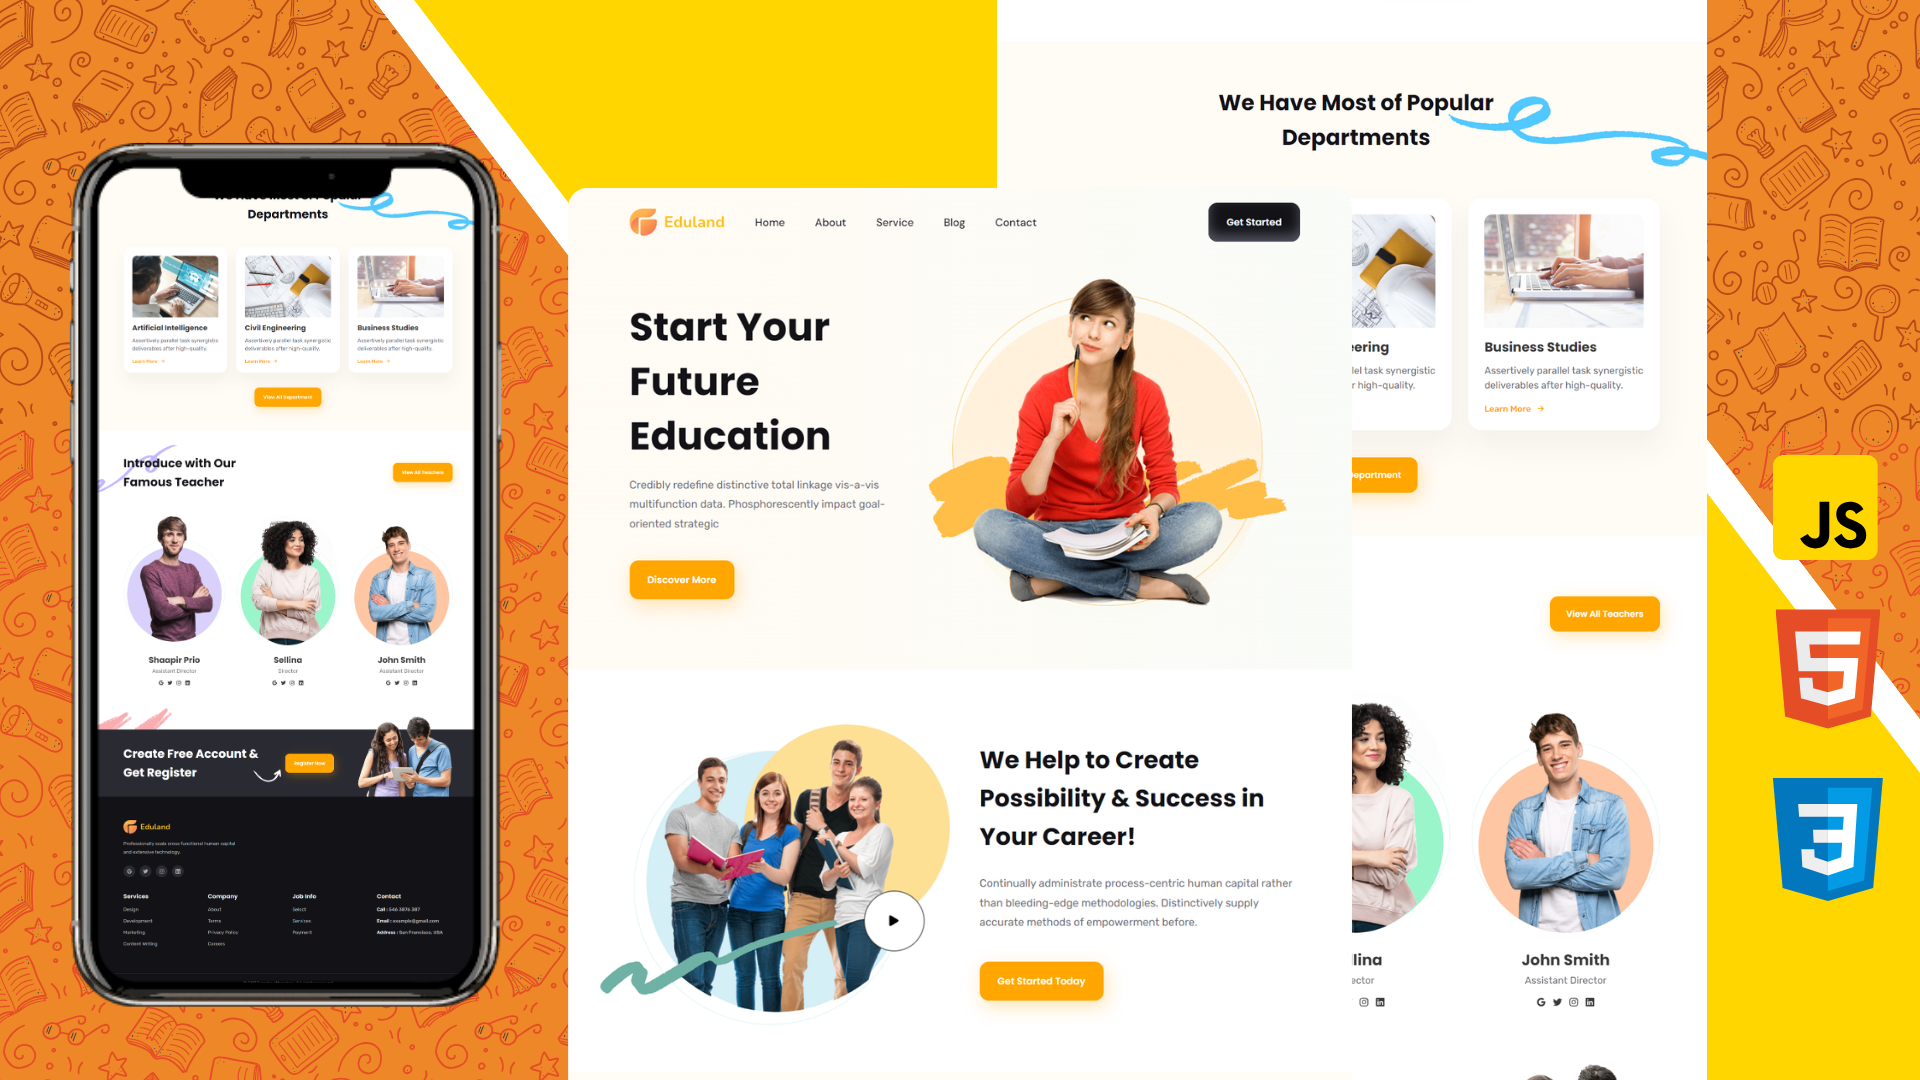 Departments
Artificial Intelligence
Assertively parallel task synergistic
deliverables after high-quality.
Learn More
Civil Engineering
Assertively parallel task synergistic
deliverables after high-quality.
Learn More
Business Studies
Assertively parallel task synergistic
deliverables after high-quality.
Learn More
View All Department
Introduce with Our
Famous Teacher
View All Teachers
Shaapir Prio
Assistant Director
Sellina
Director
John Smith
Assistant Director
Create Free Account &
Get Register
Register Now
Eduland
Professionally scale cross functional human capital
and extensive technology.
Services
Design
Development
Marketing
Content Writing
Company
About
Terms
Privacy Policy
Careers
Job Info
Select
Services
Payment
Contact
Call : 646 3876 387
Email : example@gmail.com
Address : San Francisco, USA
Eduland
Home
About
Service
Blog
Contact
Get Started
Start Your
Future
Education
Credibly redefine distinctive total linkage vis-a-vis
multifunction data. Phosphorescently impact goal-
oriented strategic
Discover More
We Help to Create
Possibility & Success in
Your Career!
Continually administrate process-centric human capital rather
than bleeding-edge methodologies. Distinctively supply
accurate methods of empowerment before.
Get Started Today
We Have Most of Popular
Departments
eering
lel task synergistic
r high-quality.
Business Studies
Assertively parallel task synergistic
deliverables after high-quality.
Learn More
Department
View All Teachers
llina
ector
John Smith
Assistant Director
JS
5
3